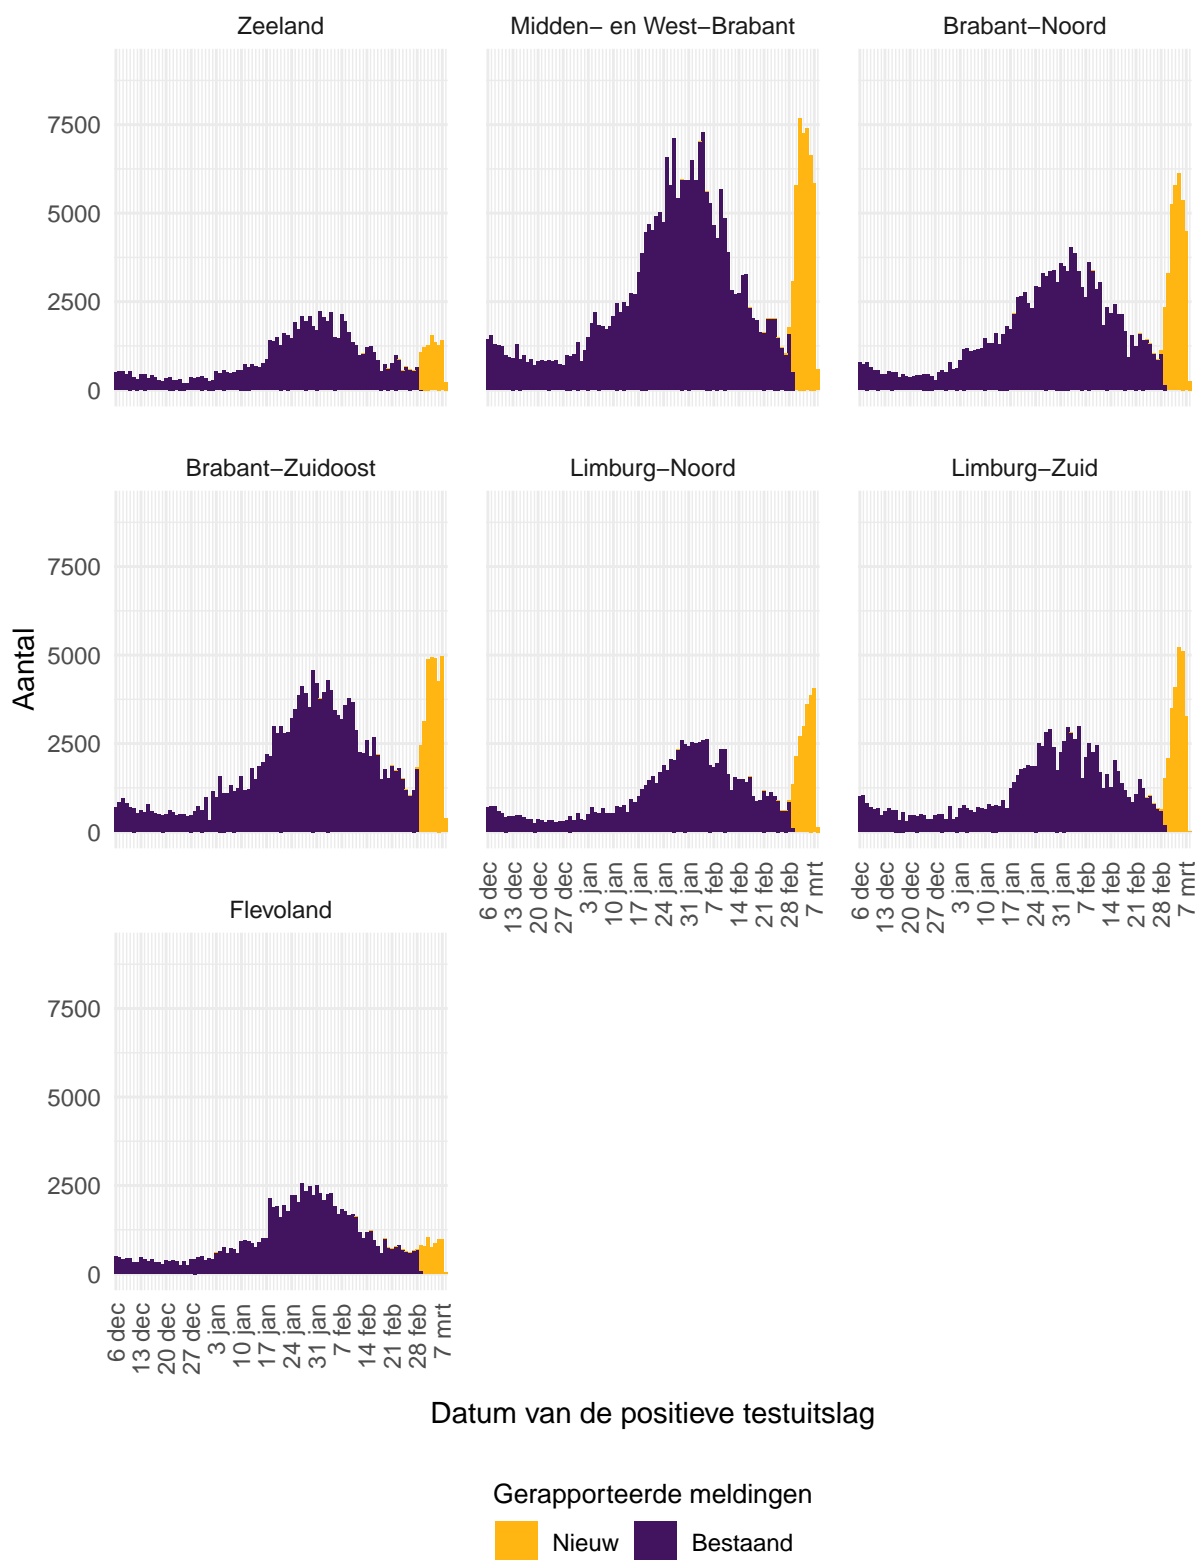 Zeeland
Midden− en West−Brabant
Brabant−Noord
7500
5000
2500
0
Brabant−Zuidoost
Limburg−Noord
Limburg−Zuid
7500
5000
2500
0
6 dec
13 dec
20 dec
27 dec
3 jan
10 jan
17 jan
24 jan
31 jan
7 feb
14 feb
21 feb
28 feb
7 mrt
6 dec
13 dec
20 dec
27 dec
3 jan
10 jan
17 jan
24 jan
31 jan
7 feb
14 feb
21 feb
28 feb
7 mrt
Flevoland
7500
5000
2500
0
6 dec
13 dec
20 dec
27 dec
3 jan
10 jan
17 jan
24 jan
31 jan
7 feb
14 feb
21 feb
28 feb
7 mrt
Aantal
Datum van de positieve testuitslag
Gerapporteerde meldingen
Nieuw
Bestaand